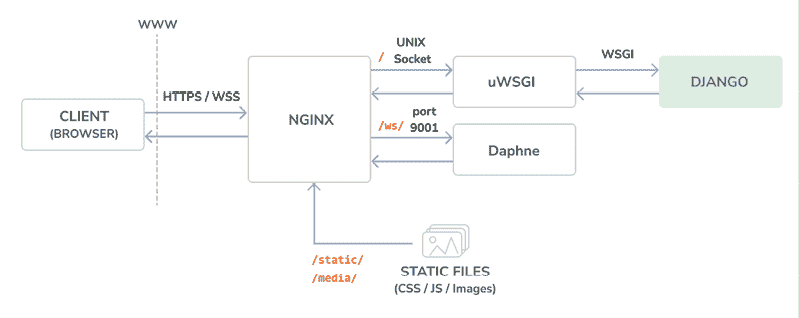 WWW
CLIENT
(BROWSER)
HTTPS / WSS
NGINX
/
UNIX
Socket
uWSGI
WSGI
DJANGO
/ws/
port
9001
Daphne
/static/
/media/
STATIC FILES
(CSS / JS / Images)